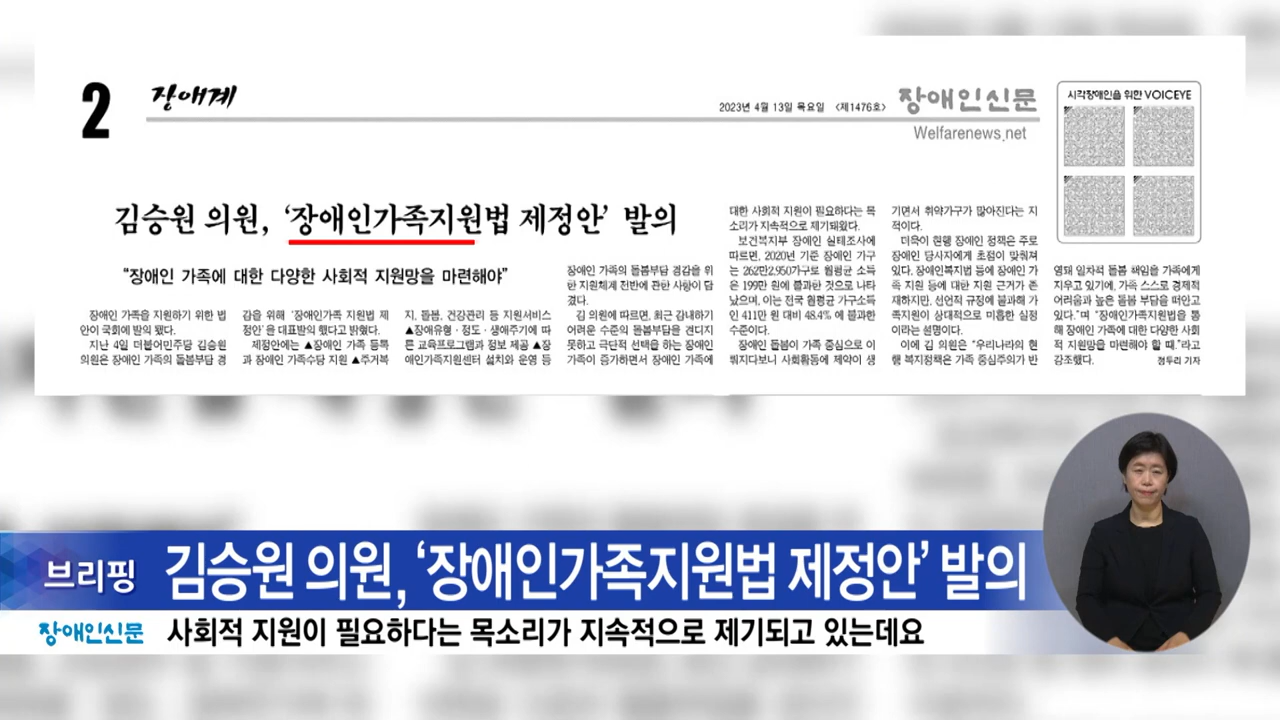 2
장애계
2023년 4월 13일 목요일 <제1476호>
장애인신문
Welfarenews.net
시각장애인을 위한 VOICEYE
김승원 의원, ‘장애인가족지원법 제정안’ 발의
“장애인 가족에 대한 다양한 사회적 지원망을 마련해야”
장애인 가족을 지원하기 위한 법
안이 국회에 발의 됐다.
지난 4일 더불어민주당 김승원
의원은 장애인 가족의 돌봄부담 경
감을 위해 ‘장애인가족 지원법 제
정안’을 대표발의 했다고 밝혔다.
제정안에는 ▲장애인 가족 등록
과 장애인 가족수당 지원 ▲주거복
지, 돌봄, 건강관리 등 지원서비스
▲장애유형·정도·생애주기에 따
른 교육프로그램과 정보 제공 ▲장
애인가족지원센터 설치와 운영 등
장애인 가족의 돌봄부담 경감을 위
한 지원체계 전반에 관한 사항이 담
겼다.
김 의원에 따르면, 최근 감내하기
어려운 수준의 돌봄부담을 견디지
못하고 극단적 선택을 하는 장애인
가족이 증가하면서 장애인 가족에
대한 사회적 지원이 필요하다는 목
소리가 지속적으로 제기돼왔다.
보건복지부 장애인 실태조사에
따르면, 2020년 기준 장애인 가구
는 262만2,950가구로 월평균 소득
은 199만 원에 불과한 것으로 나타
났으며, 이는 전국 월평균 가구소득
인 411만 원 대비 48.4% 에 불과한
수준이다.
장애인 돌봄이 가족 중심으로 이
뤄지다보니 사회활동에 제약이 생
기면서 취약가구가 많아진다는 지
적이다.
더욱이 현행 장애인 정책은 주로
장애인 당사자에게 초점이 맞춰져
있다. 장애인복지법 등에 장애인 가
족 지원 등에 대한 지원 근거가 존
재하지만, 선언적 규정에 불과해 가
족지원이 상대적으로 미흡한 실정
이라는 설명이다.
이에 김 의원은 “우리나라의 현
행 복지정책은 가족 중심주의가 반
영돼 일차적 돌봄 책임을 가족에게
지우고 있기에, 가족 스스로 경제적
어려움과 높은 돌봄 부담을 떠안고
있다.”며 “장애인가족지원법을 통
해 장애인 가족에 대한 다양한 사회
적 지원망을 마련해야 할 때.”라고
강조했다.
정두리 기자
브리핑
김승원 의원, ‘장애인가족지원법 제정안’ 발의
장애인신문
사회적 지원이 필요하다는 목소리가 지속적으로 제기되고 있는데요